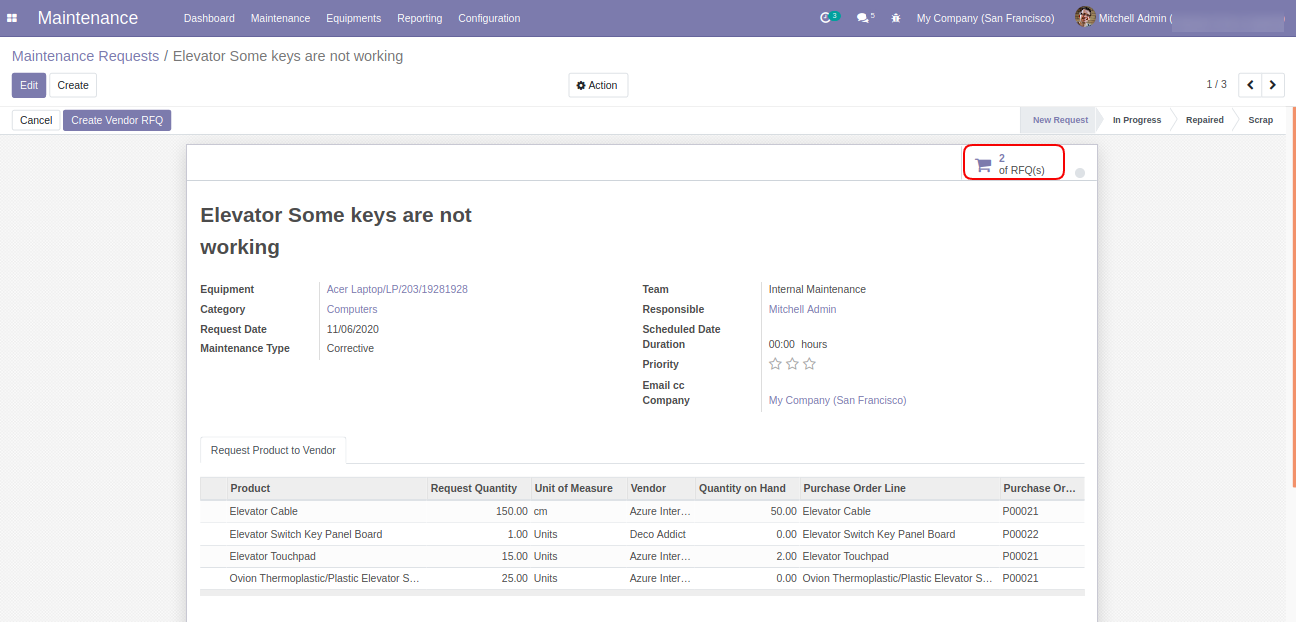 Maintenance Dashboard Maintenance Equipments Reporting Configuration 3 5 My Company (San Francisco) Mitchell Admin (
Maintenance Requests / Elevator Some keys are not working
Edit Create Action 1 / 3
Cancel Create Vendor RFQ New Request In Progress Repaired Scrap
2
of RFQ(s)
Elevator Some keys are not
working
Equipment Acer Laptop/LP/203/19281928 Team Internal Maintenance
Category Computers Responsible Mitchell Admin
Request Date 11/06/2020 Scheduled Date
Duration 00:00 hours
Maintenance Type Corrective
Priority
Email cc
Company My Company (San Francisco)
Request Product to Vendor
Product Request Quantity Unit of Measure Vendor Quantity on Hand Purchase Order Line Purchase Or…
Elevator Cable 150.00 cm Azure Inter… 50.00 Elevator Cable P00021
Elevator Switch Key Panel Board 1.00 Units Deco Addict 0.00 Elevator Switch Key Panel Board P00022
Elevator Touchpad 15.00 Units Azure Inter… 2.00 Elevator Touchpad P00021
Ovion Thermoplastic/Plastic Elevator S… 25.00 Units Azure Inter… 0.00 Ovion Thermoplastic/Plastic Elevator S… P00021